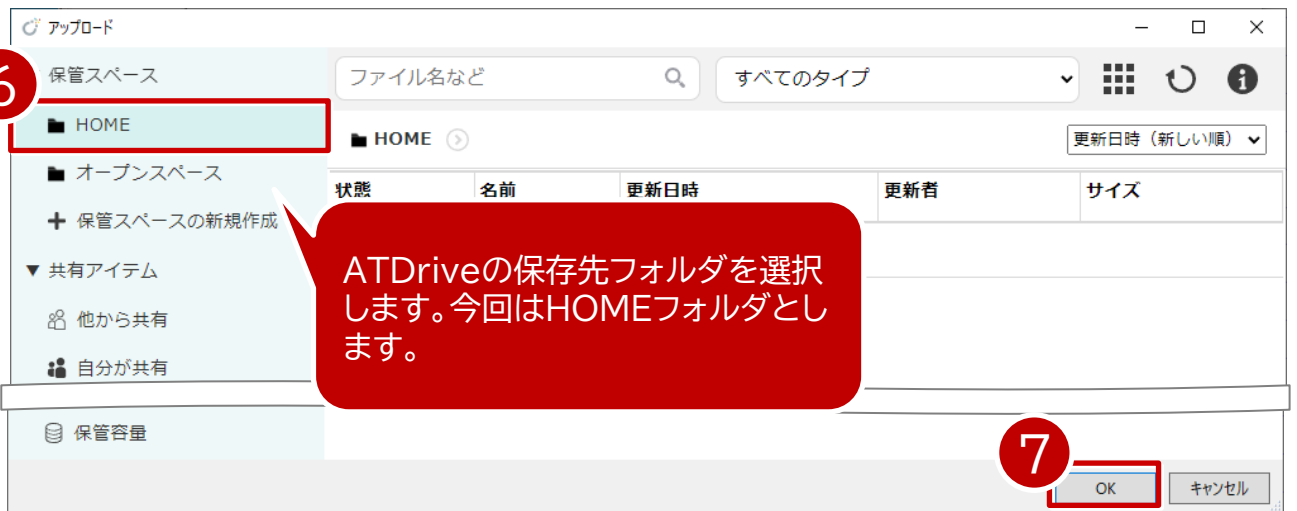 アップロード
6
保管スペース
ファイル名など
すべてのタイプ
HOME
HOME
更新日時（新しい順）
オープンスペース
状態 名前 更新日時 更新者 サイズ
保管スペースの新規作成
ATDriveの保存先フォルダを選択
します。今回はHOMEフォルダとし
ます。
▼ 共有アイテム
他から共有
自分が共有
保管容量
7
OK
キャンセル